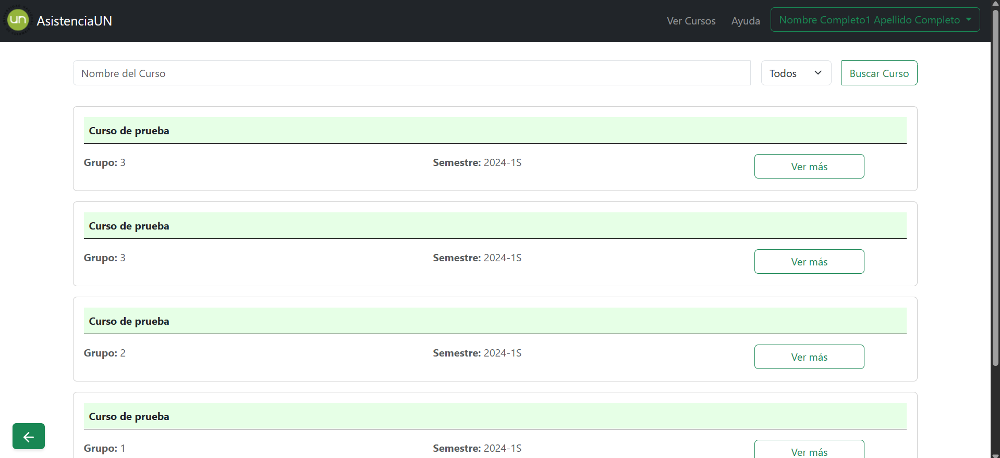 un AsistenciaUN Ver Cursos Ayuda Nombre Completo1 Apellido Completo
Nombre del Curso Todos Buscar Curso
Curso de prueba
Grupo: 3 Semestre: 2024-1S Ver más
Curso de prueba
Grupo: 3 Semestre: 2024-1S Ver más
Curso de prueba
Grupo: 2 Semestre: 2024-1S Ver más
Curso de prueba
Grupo: 1 Semestre: 2024-1S Ver más